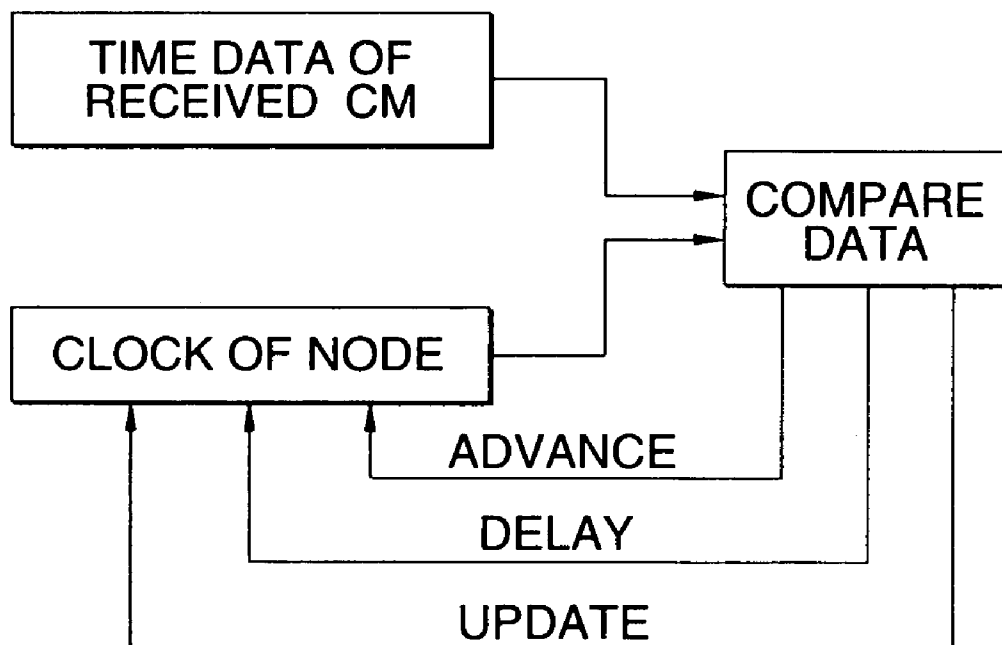 TIME DATA OF
RECEIVED CM
COMPARE
DATA
CLOCK OF NODE
ADVANCE
DELAY
UPDATE